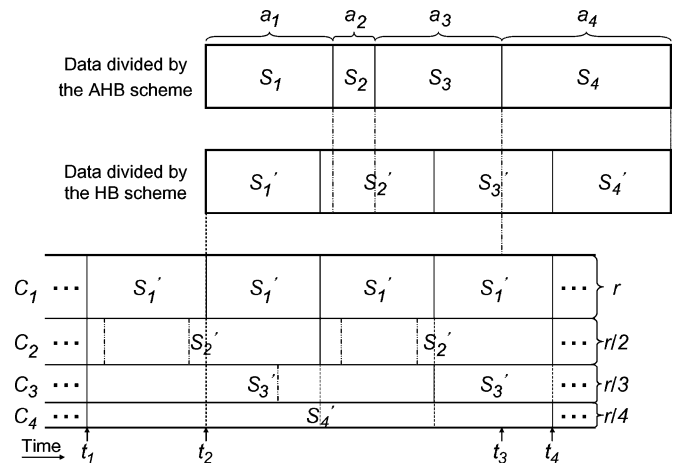 a1 a2 a3 a4
Data divided by
the AHB scheme
S1 S2 S3 S4
Data divided by
the HB scheme
S1′ S2′ S3′ S4′
C1 ··· S1′ S1′ S1′ S1′ ··· r
C2 ··· S2′ S2′ ··· r/2
C3 ··· S3′ S3′ ··· r/3
C4 ··· S4′ ··· r/4
Time t1 t2 t3 t4